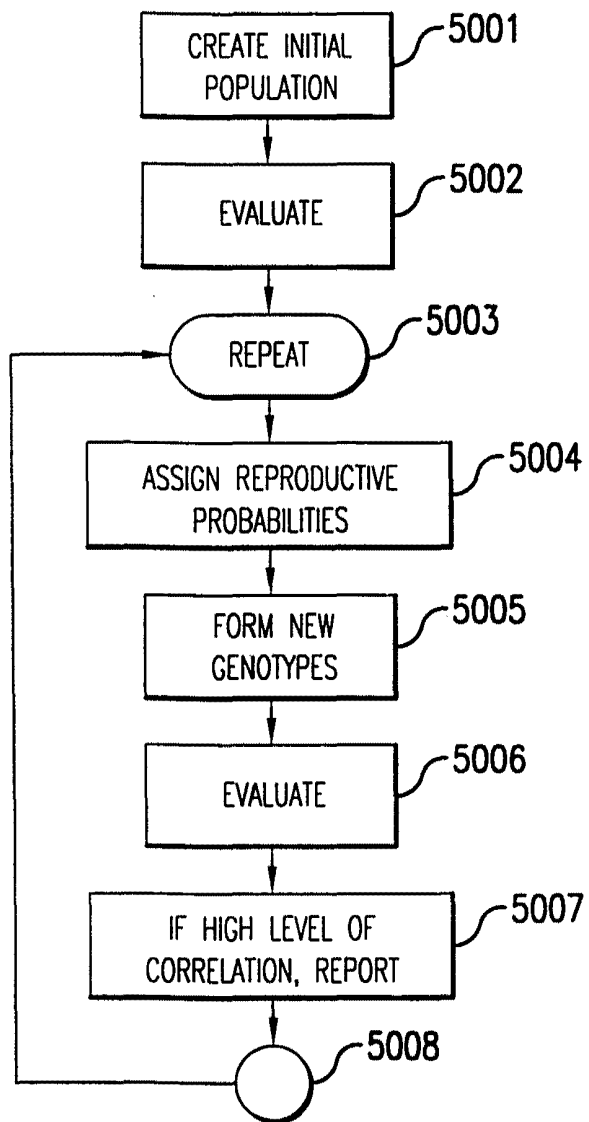 5001
CREATE INITIAL
POPULATION
5002
EVALUATE
5003
REPEAT
5004
ASSIGN REPRODUCTIVE
PROBABILITIES
5005
FORM NEW
GENOTYPES
5006
EVALUATE
5007
IF HIGH LEVEL OF
CORRELATION, REPORT
5008